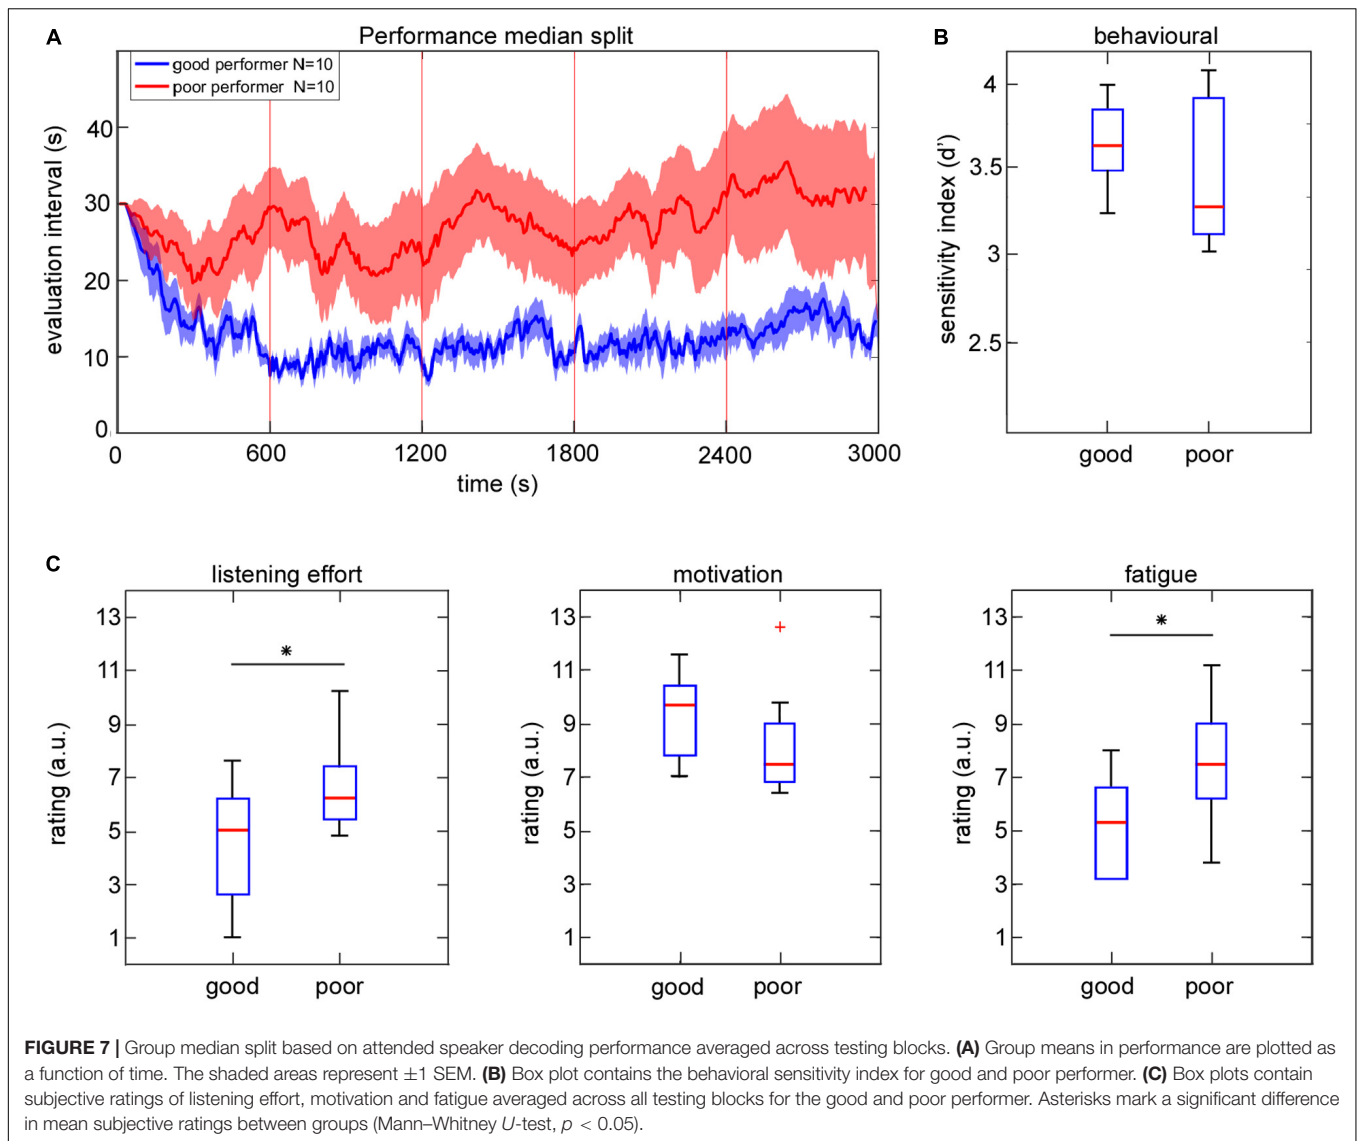 A
Performance median split
good performer N=10
poor performer N=10
evaluation interval (s)
40
30
20
10
0
0
600
1200
1800
2400
3000
time (s)
B
behavioural
sensitivity index (d')
4
3.5
3
2.5
good
poor
C
listening effort
rating (a.u.)
13
11
9
7
5
3
1
*
good
poor
motivation
rating (a.u.)
13
11
9
7
5
3
1
+
good
poor
fatigue
rating (a.u.)
13
11
9
7
5
3
1
*
good
poor
FIGURE 7 | Group median split based on attended speaker decoding performance averaged across testing blocks. (A) Group means in performance are plotted as
a function of time. The shaded areas represent ±1 SEM. (B) Box plot contains the behavioral sensitivity index for good and poor performer. (C) Box plots contain
subjective ratings of listening effort, motivation and fatigue averaged across all testing blocks for the good and poor performer. Asterisks mark a significant difference
in mean subjective ratings between groups (Mann–Whitney U-test, p < 0.05).